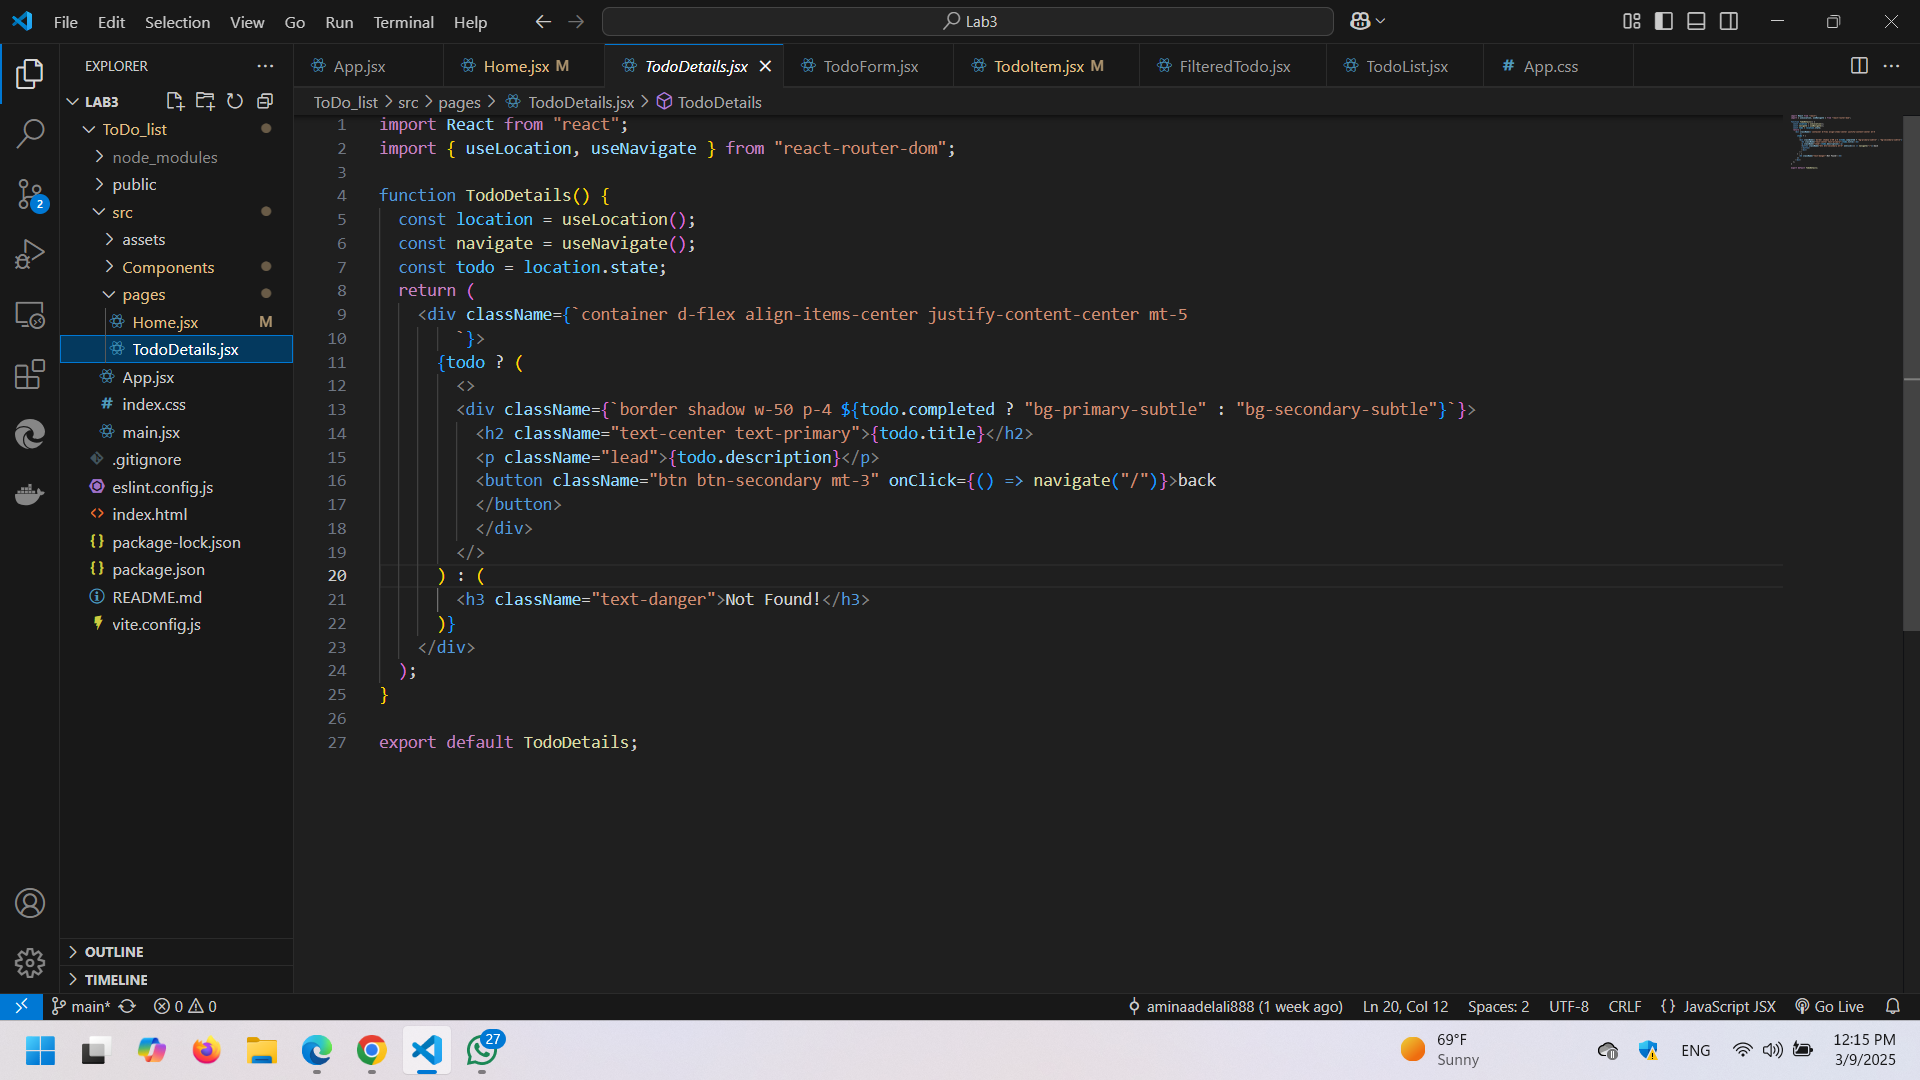 File Edit Selection View Go Run Terminal Help
Lab3
EXPLORER
LAB3
ToDo_list
node_modules
public
src
assets
Components
pages
Home.jsx M
TodoDetails.jsx
App.jsx
index.css
main.jsx
.gitignore
eslint.config.js
index.html
package-lock.json
package.json
README.md
vite.config.js
OUTLINE
TIMELINE
App.jsx Home.jsx M TodoDetails.jsx TodoForm.jsx TodoItem.jsx M FilteredTodo.jsx TodoList.jsx App.css
ToDo_list > src > pages > TodoDetails.jsx > TodoDetails
1 import React from "react";
2 import { useLocation, useNavigate } from "react-router-dom";
3
4 function TodoDetails() {
5 const location = useLocation();
6 const navigate = useNavigate();
7 const todo = location.state;
8 return (
9 <div className={`container d-flex align-items-center justify-content-center mt-5
10 `}>
11 {todo ? (
12 <>
13 <div className={`border shadow w-50 p-4 ${todo.completed ? "bg-primary-subtle" : "bg-secondary-subtle"}`}>
14 <h2 className="text-center text-primary">{todo.title}</h2>
15 <p className="lead">{todo.description}</p>
16 <button className="btn btn-secondary mt-3" onClick={() => navigate("/")}>back
17 </button>
18 </div>
19 </>
20 ) : (
21 <h3 className="text-danger">Not Found!</h3>
22 )}
23 </div>
24 );
25 }
26
27 export default TodoDetails;
main* 0 0 aminaadelali888 (1 week ago) Ln 20, Col 12 Spaces: 2 UTF-8 CRLF {} JavaScript JSX Go Live
2
27
69°F
Sunny
ENG
12:15 PM
3/9/2025